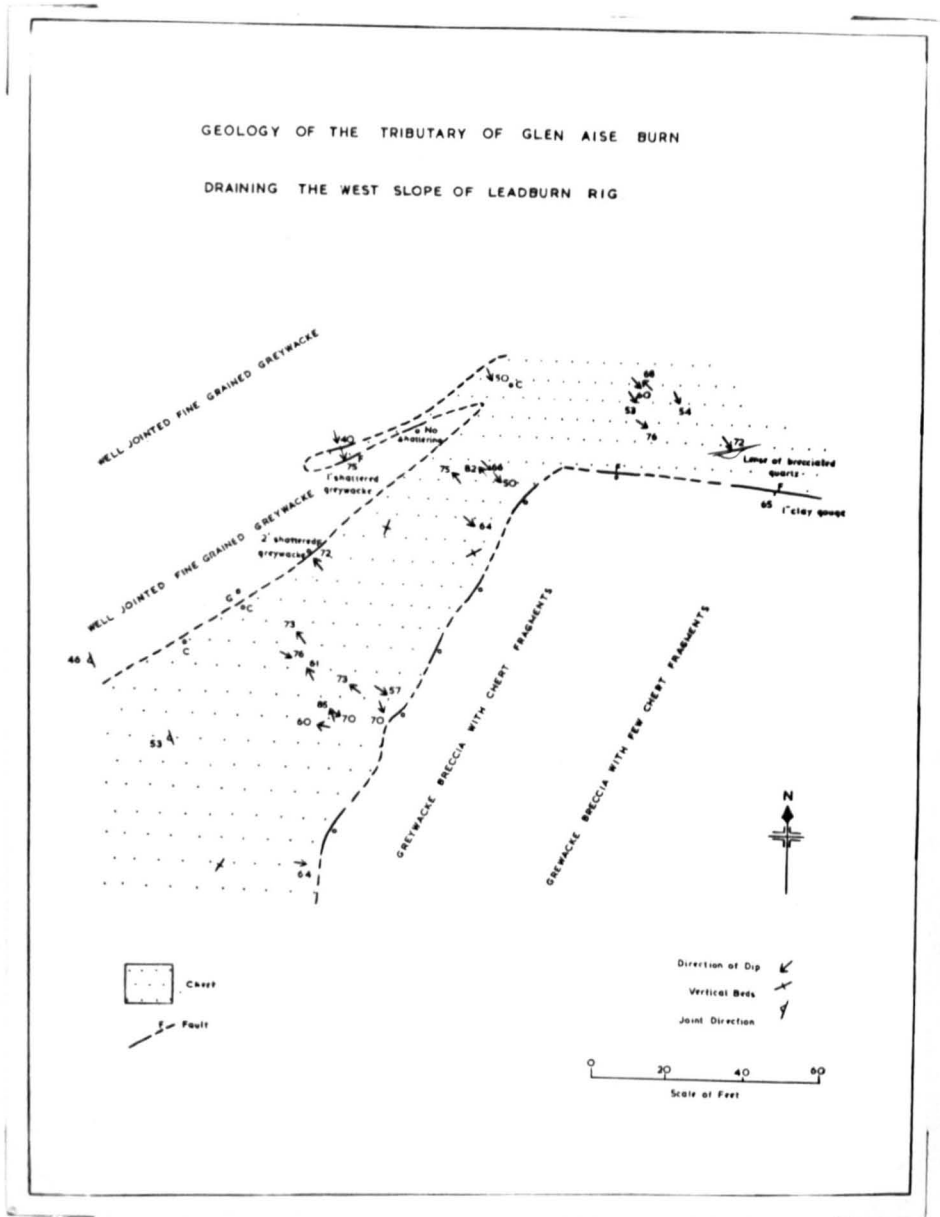 GEOLOGY OF THE TRIBUTARY OF GLEN AISE BURN
DRAINING THE WEST SLOPE OF LEADBURN RIG
WELL JOINTED FINE GRAINED GREYWACKE
50
C
68
60
53
54
76
72
Lense of brecciated
quartz
F
F
65
1" clay gouge
40
No
shattering
F
75
1' shattered
greywacke
75
82
66
50
64
WELL JOINTED FINE GRAINED GREYWACKE
2' shattered
greywacke
72
G
C
C
46
73
76
61
73
57
85
70
60
70
53
64
GREYWACKE BRECCIA WITH CHERT FRAGMENTS
GREWACKE BRECCIA WITH FEW CHERT FRAGMENTS
N
Chert
F
Fault
Direction of Dip
Vertical Beds
Joint Direction
0 20 40 60
Scale of Feet